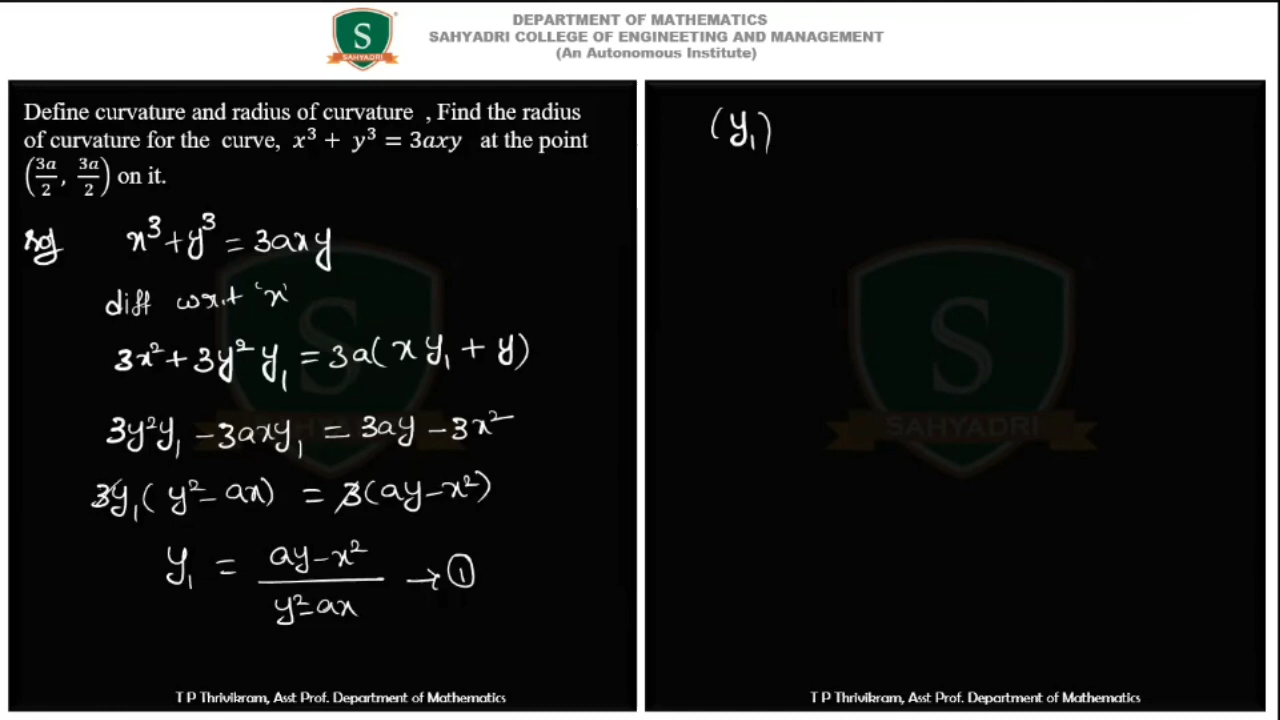 DEPARTMENT OF MATHEMATICS
SAHYADRI COLLEGE OF ENGINEETING AND MANAGEMENT
(An Autonomous Institute)
S
SAHYADRI
Define curvature and radius of curvature , Find the radius
of curvature for the curve, x³ + y³ = 3axy at the point
(3a/2, 3a/2) on it.
sol x³ + y³ = 3axy
diff w.r.t 'x'
3x² + 3y² y₁ = 3a(x y₁ + y)
3y²y₁ - 3axy₁ = 3ay - 3x²
3y₁(y² - ax) = 3(ay - x²)
y₁ = (ay - x²)/(y² - ax) → ①
T P Thrivikram, Asst Prof. Department of Mathematics
(y₁)
S
SAHYADRI
T P Thrivikram, Asst Prof. Department of Mathematics